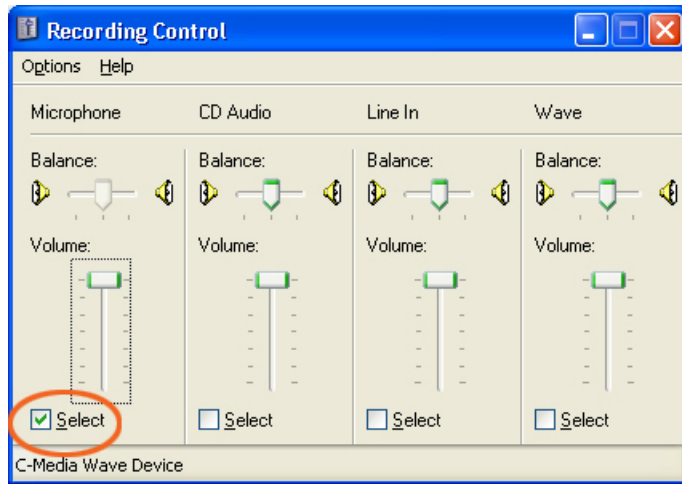 Recording Control
Options Help
Microphone CD Audio Line In Wave
Balance: Balance: Balance: Balance:
Volume: Volume: Volume: Volume:
Select Select Select Select
C-Media Wave Device